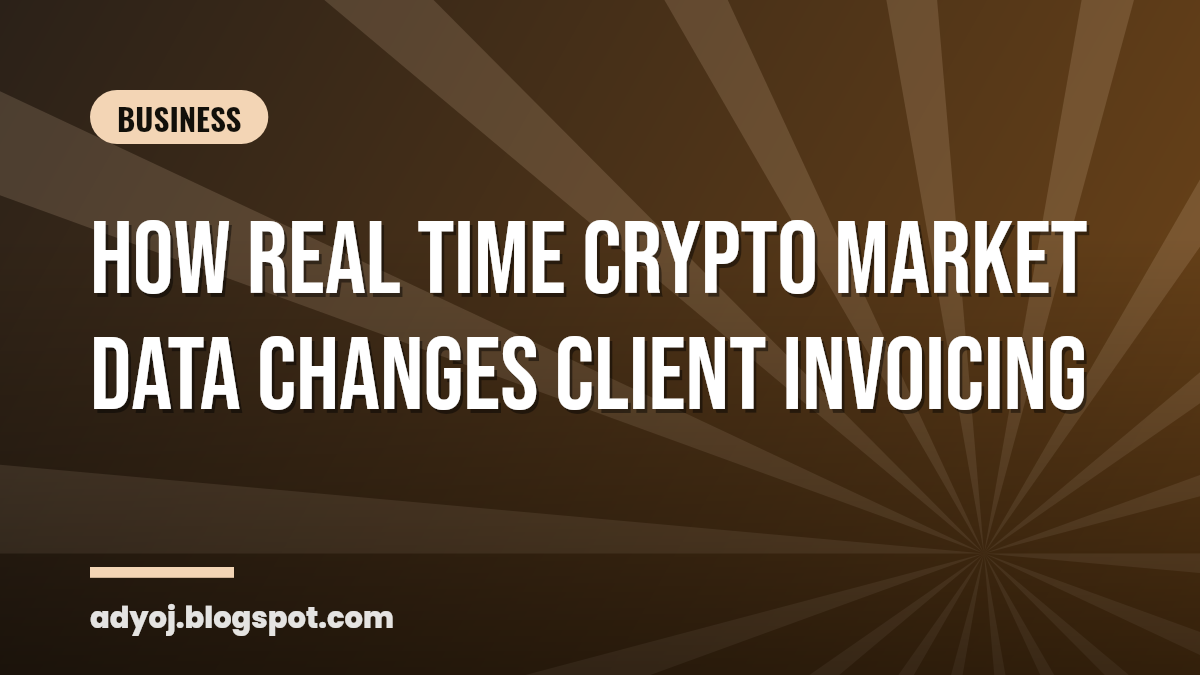 BUSINESS
HOW REAL TIME CRYPTO MARKET
DATA CHANGES CLIENT INVOICING
adyoj.blogspot.com